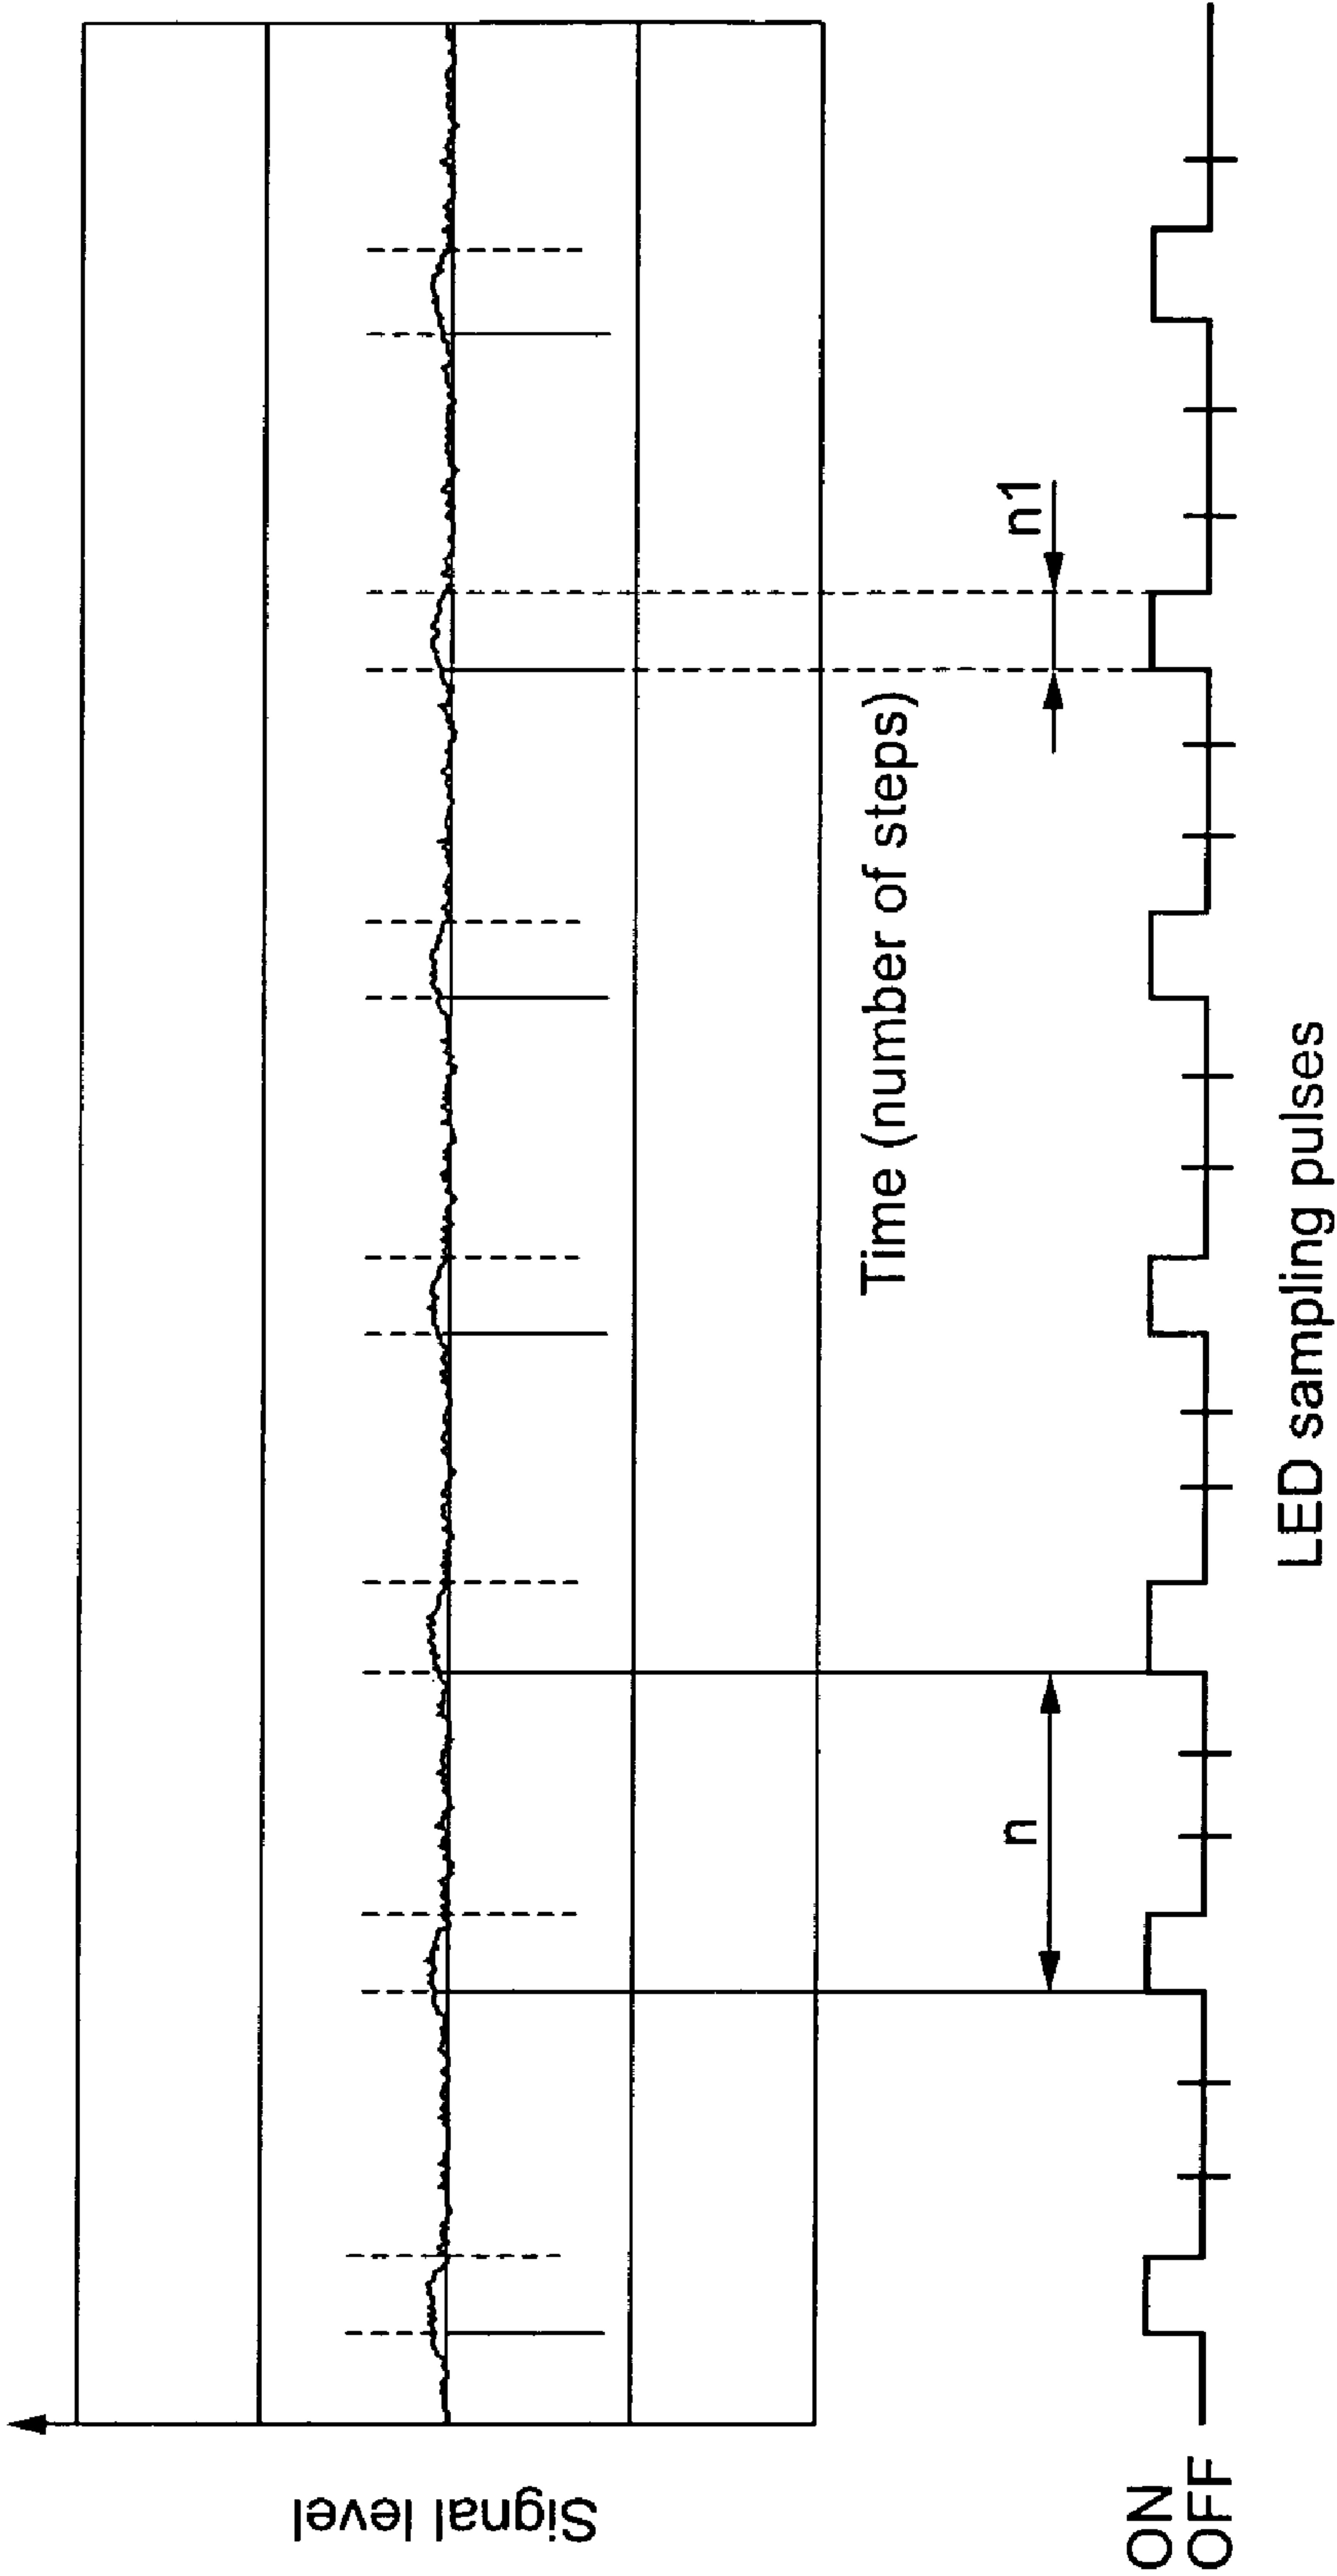 Signal level
Time (number of steps)
n
n1
ON
OFF
LED sampling pulses